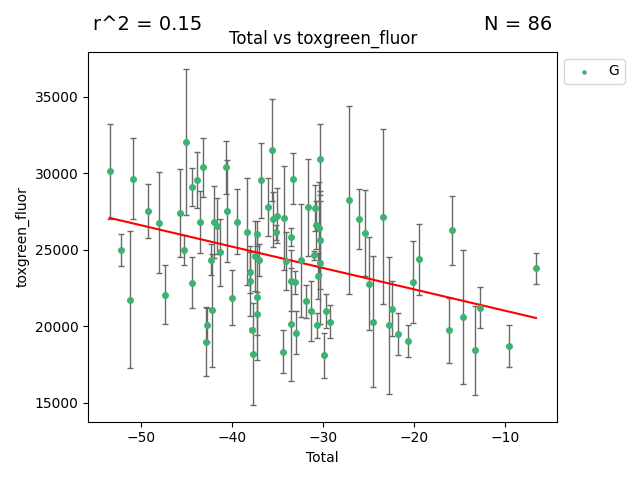 r^2 = 0.15
N = 86
Total vs toxgreen_fluor
G
35000
30000
25000
20000
15000
toxgreen_fluor
−50
−40
−30
−20
−10
Total